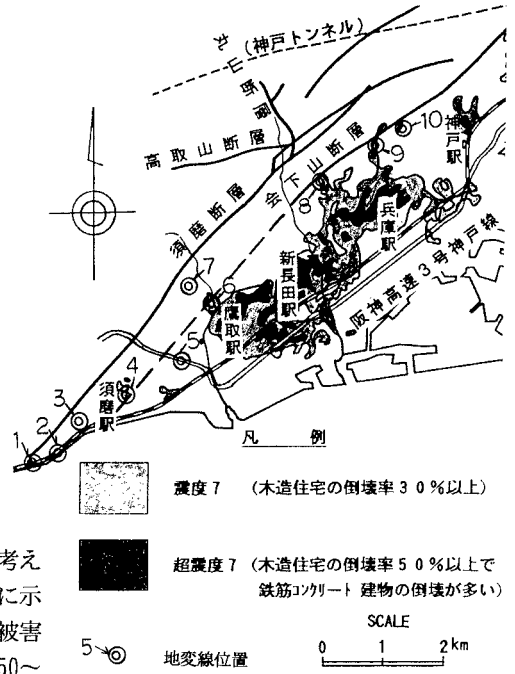 (神戸トンネル)
丸山断層
高取山断層
会下山断層
須磨断層
神戸駅
10
9
8
兵庫駅
新長田駅
阪神高速3号神戸線
7
6
鷹取駅
5
4
須磨駅
3
2
1
凡 例
震度7 (木造住宅の倒壊率30%以上)
超震度7 (木造住宅の倒壊率50%以上で
鉄筋コンクリート 建物の倒壊が多い)
5 地変線位置
SCALE
0 1 2km
考え
に示
被害
50〜